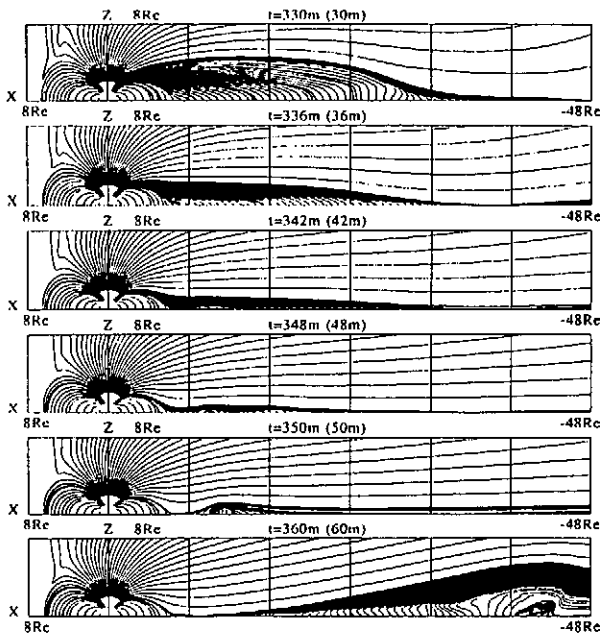 Z 8Re t=330m (30m)
X
8Re Z 8Re t=336m (36m) -48Re
X
8Re Z 8Re t=342m (42m) -48Re
X
8Re Z 8Re t=348m (48m) -48Re
X
8Re Z 8Re t=350m (50m) -48Re
X
8Re Z 8Re t=360m (60m) -48Re
X
8Re -48Re